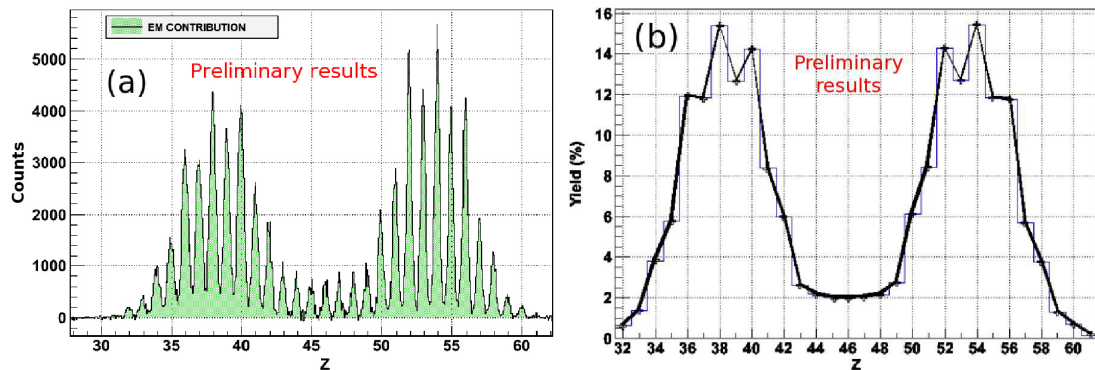 EM CONTRIBUTION
(a)
Preliminary results
Counts
5000
4000
3000
2000
1000
0
30 35 40 45 50 55 60
Z
(b)
Preliminary
results
Yield (%)
16
14
12
10
8
6
4
2
0
32 34 36 38 40 42 44 46 48 50 52 54 56 58 60
Z